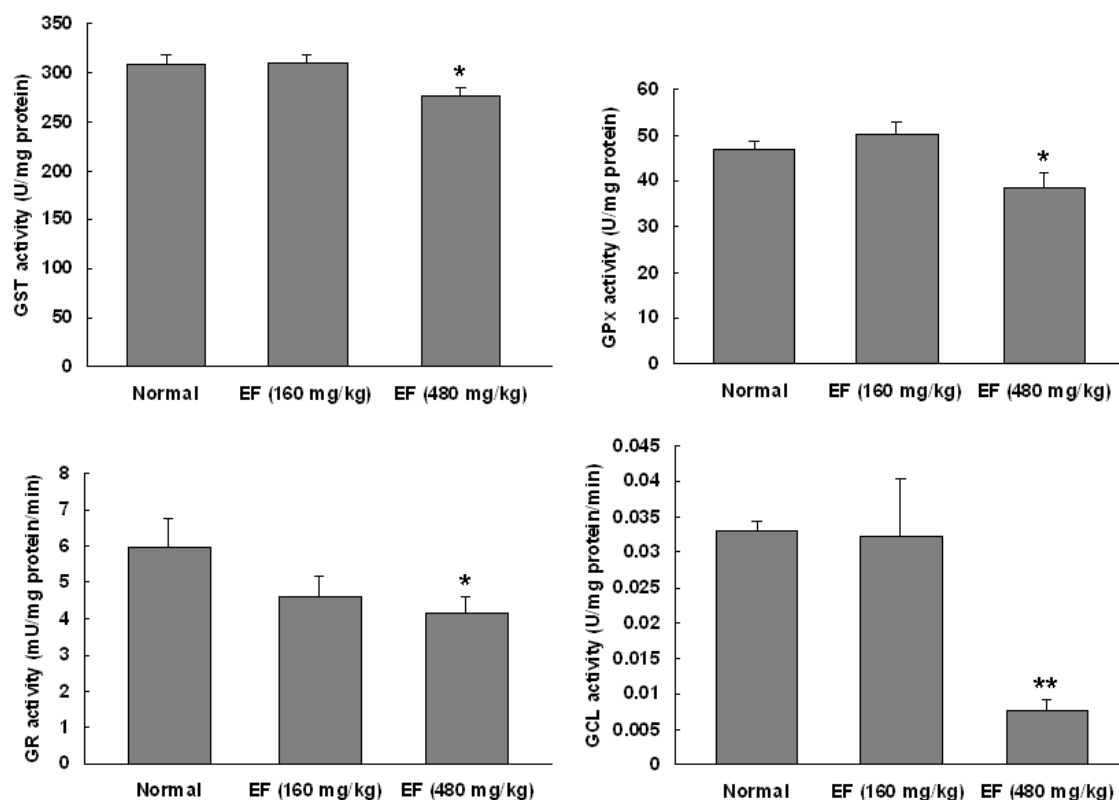 GST activity (U/mg protein)
350
300
250
200
150
100
50
0
*
Normal
EF (160 mg/kg)
EF (480 mg/kg)
GPx activity (U/mg protein)
60
50
40
30
20
10
0
*
Normal
EF (160 mg/kg)
EF (480 mg/kg)
GR activity (mU/mg protein/min)
8
7
6
5
4
3
2
1
0
*
Normal
EF (160 mg/kg)
EF (480 mg/kg)
GCL activity (U/mg protein/min)
0.045
0.04
0.035
0.03
0.025
0.02
0.015
0.01
0.005
0
**
Normal
EF (160 mg/kg)
EF (480 mg/kg)